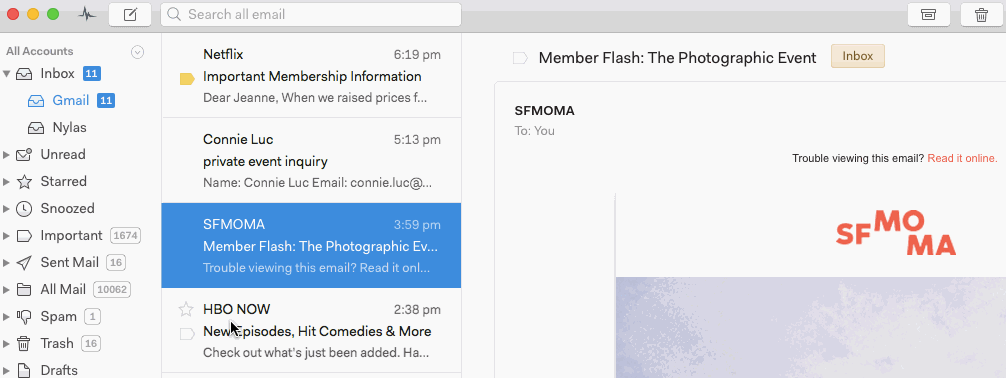 Search all email
All Accounts
Inbox 11
Gmail 11
Nylas
Unread
Starred
Snoozed
Important 1674
Sent Mail 16
All Mail 10062
Spam 1
Trash 16
Drafts
Netflix 6:19 pm
Important Membership Information
Dear Jeanne, When we raised prices f...
Connie Luc 5:13 pm
private event inquiry
Name: Connie Luc Email: connie.luc@...
SFMOMA 3:59 pm
Member Flash: The Photographic Ev...
Trouble viewing this email? Read it onl...
HBO NOW 2:38 pm
New Episodes, Hit Comedies & More
Check out what's just been added. Ha...
Member Flash: The Photographic Event Inbox
SFMOMA
To: You
Trouble viewing this email? Read it online.
SFMO
MA